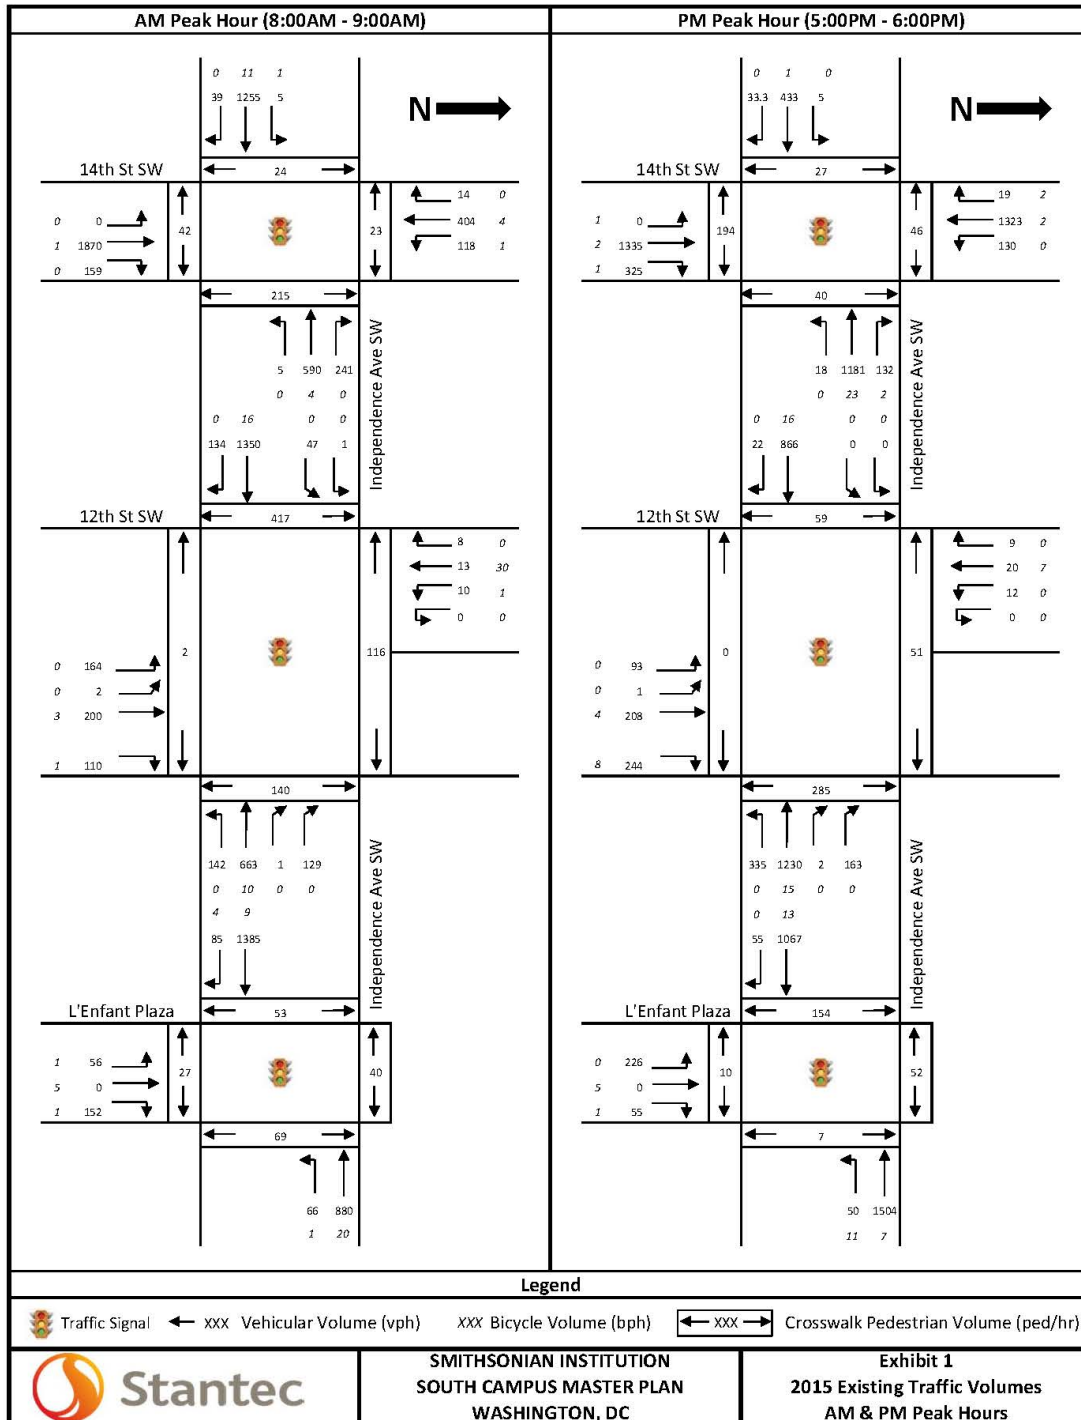 AM Peak Hour (8:00AM - 9:00AM)
0 11 1
39 1255 5
N
14th St SW
24
0 0
1 1870
0 159
42
23
14 0
404 4
118 1
215
5 590 241
0 4 0
0 16 0 0
134 1350 47 1
Independence Ave SW
12th St SW
417
8 0
13 30
10 1
0 0
2
116
0 164
0 2
3 200
1 110
140
142 663 1 129
0 10 0 0
4 9
85 1385
Independence Ave SW
L'Enfant Plaza
53
1 56
5 0
1 152
27
40
69
66 880
1 20
PM Peak Hour (5:00PM - 6:00PM)
0 1 0
33.3 433 5
N
14th St SW
27
1 0
2 1335
1 325
194
46
19 2
1323 2
130 0
40
18 1181 132
0 23 2
0 16 0 0
22 866 0 0
Independence Ave SW
12th St SW
59
9 0
20 7
12 0
0 0
0
51
0 93
0 1
4 208
8 244
285
335 1230 2 163
0 15 0 0
0 13
55 1067
Independence Ave SW
L'Enfant Plaza
154
0 226
5 0
1 55
10
52
7
50 1504
11 7
Legend
Traffic Signal
XXX Vehicular Volume (vph)
XXX Bicycle Volume (bph)
XXX Crosswalk Pedestrian Volume (ped/hr)
Stantec
SMITHSONIAN INSTITUTION
SOUTH CAMPUS MASTER PLAN
WASHINGTON, DC
Exhibit 1
2015 Existing Traffic Volumes
AM & PM Peak Hours